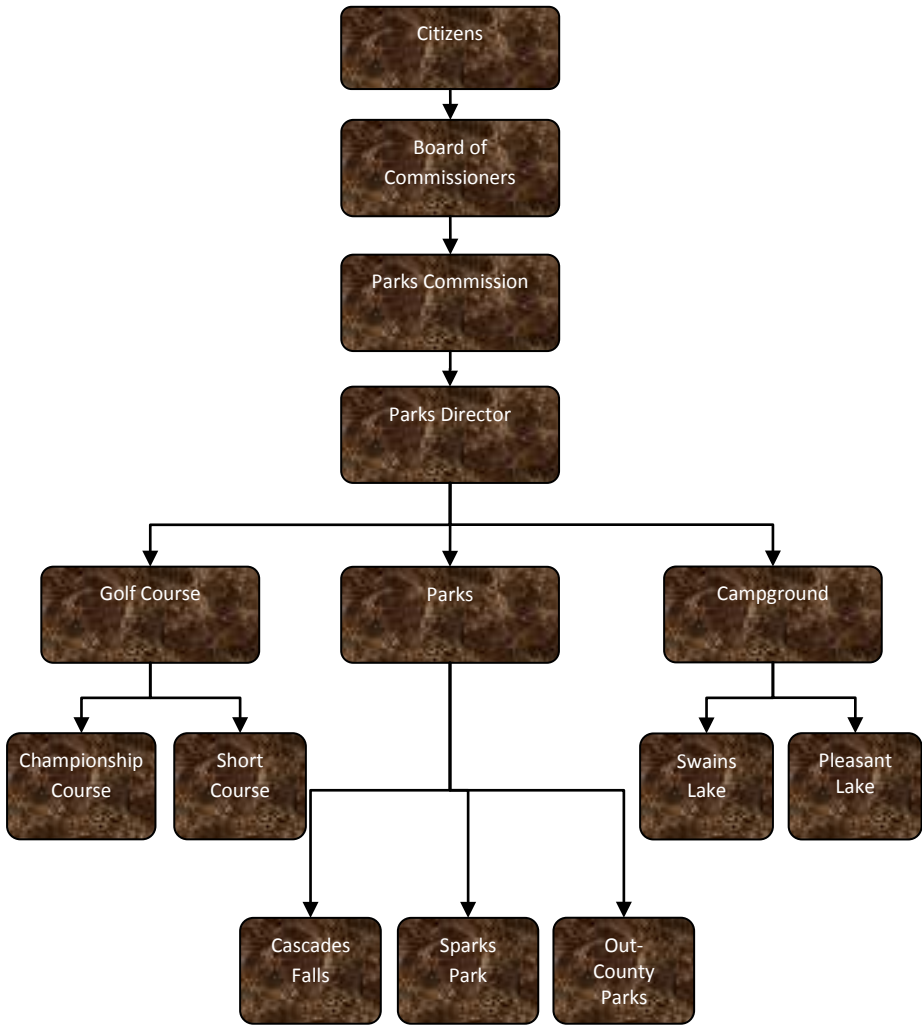 Citizens
Board of
Commissioners
Parks Commission
Parks Director
Golf Course
Parks
Campground
Championship
Course
Short
Course
Swains
Lake
Pleasant
Lake
Cascades
Falls
Sparks
Park
Out-
County
Parks